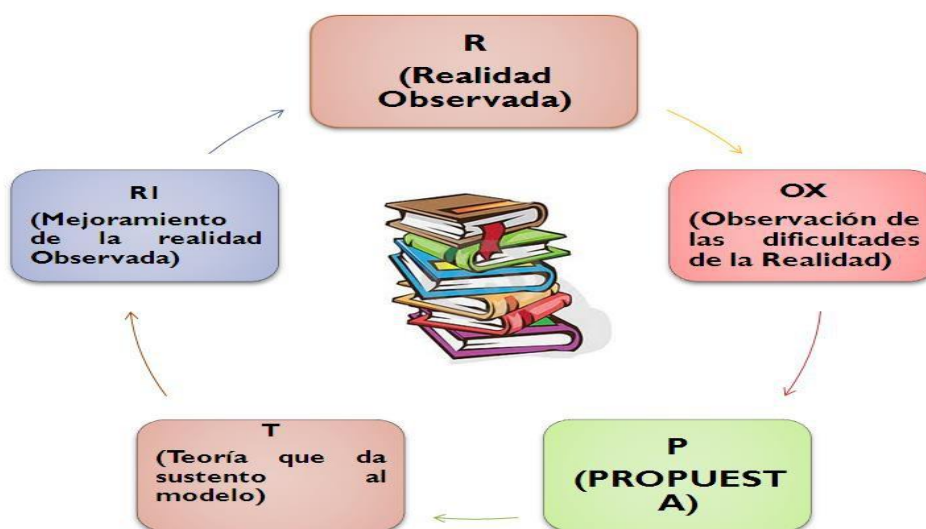 R
(Realidad
Observada)
OX
(Observación de
las dificultades
de la Realidad)
P
(PROPUEST
A)
T
(Teoría que da
sustento al
modelo)
R1
(Mejoramiento
de la realidad
Observada)